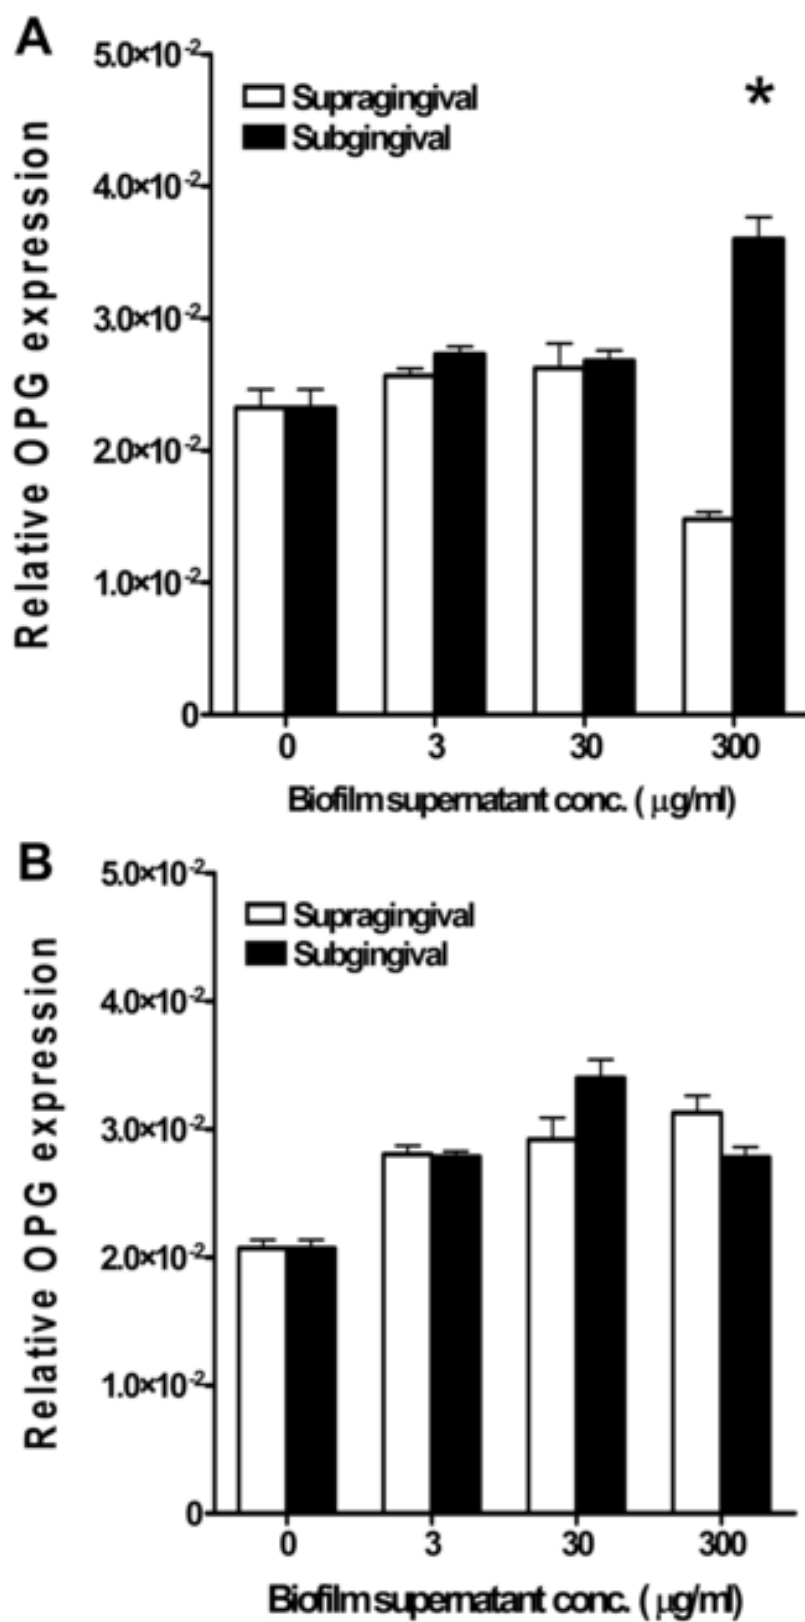 A
5.0×10⁻²
Supragingival
*
Subgingival
4.0×10⁻²
3.0×10⁻²
2.0×10⁻²
1.0×10⁻²
0
Relative OPG expression
0 3 30 300
Biofilm supernatant conc. ( μg/ml)
B
5.0×10⁻²
Supragingival
Subgingival
4.0×10⁻²
3.0×10⁻²
2.0×10⁻²
1.0×10⁻²
0
Relative OPG expression
0 3 30 300
Biofilm supernatant conc. ( μg/ml)